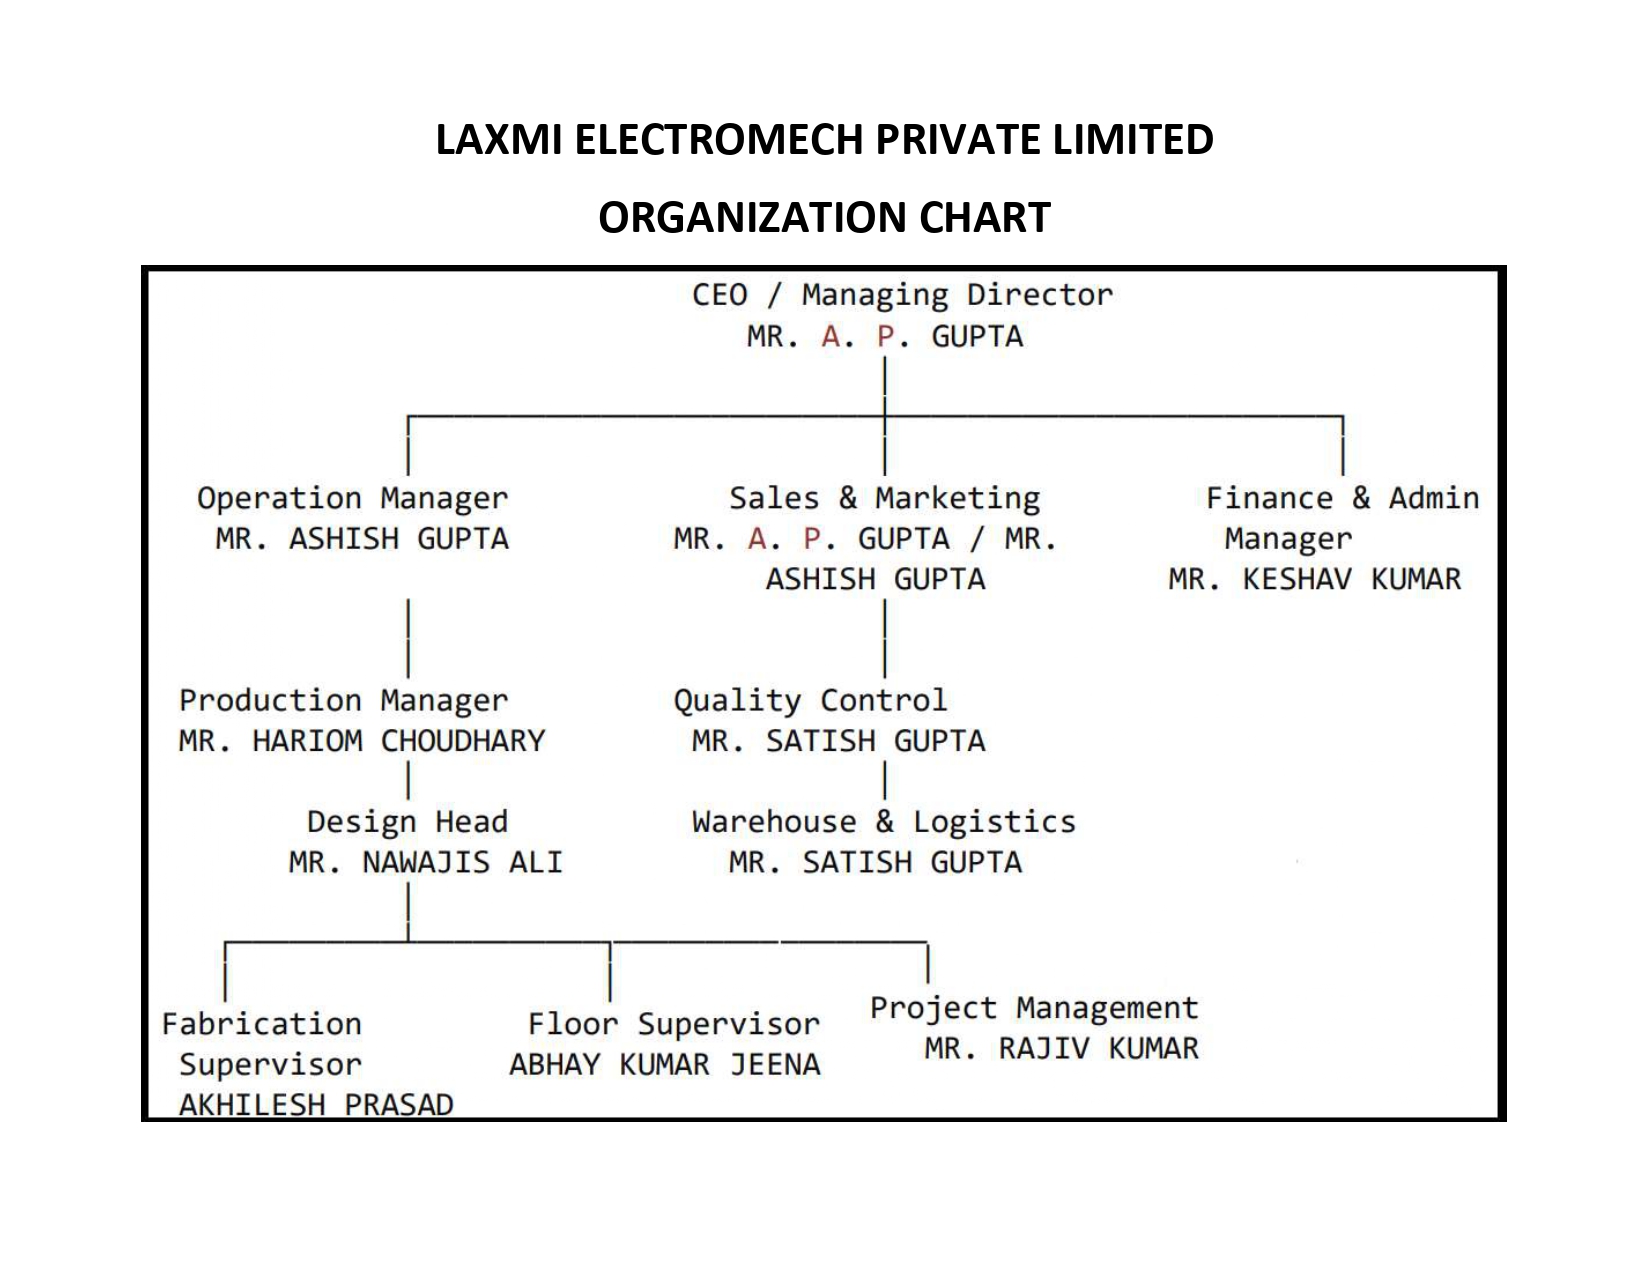 LAXMI ELECTROMECH PRIVATE LIMITED
ORGANIZATION CHART
CEO / Managing Director
MR. A. P. GUPTA
Operation Manager
MR. ASHISH GUPTA
Sales & Marketing
MR. A. P. GUPTA / MR.
ASHISH GUPTA
Finance & Admin
Manager
MR. KESHAV KUMAR
Production Manager
MR. HARIOM CHOUDHARY
Quality Control
MR. SATISH GUPTA
Design Head
MR. NAWAJIS ALI
Warehouse & Logistics
MR. SATISH GUPTA
Fabrication
Supervisor
AKHILESH PRASAD
Floor Supervisor
ABHAY KUMAR JEENA
Project Management
MR. RAJIV KUMAR